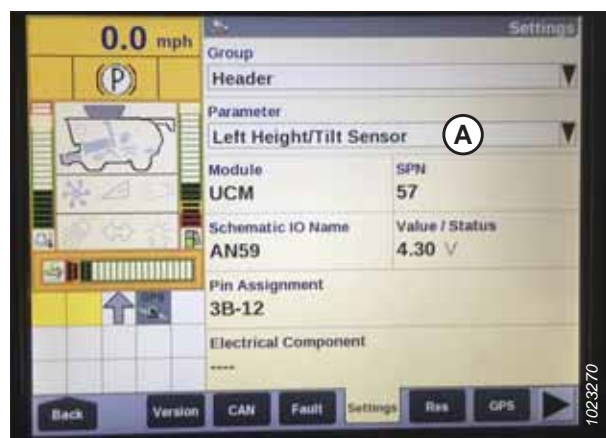 0.0 mph
Settings
Group
Header
(P)
Parameter
Left Height/Tilt Sensor
A
Module
SPN
UCM
57
Schematic IO Name
Value / Status
AN59
4.30 V
Pin Assignment
3B-12
Electrical Component
----
Back
Version
CAN
Fault
Settings
Res
GPS
1023270